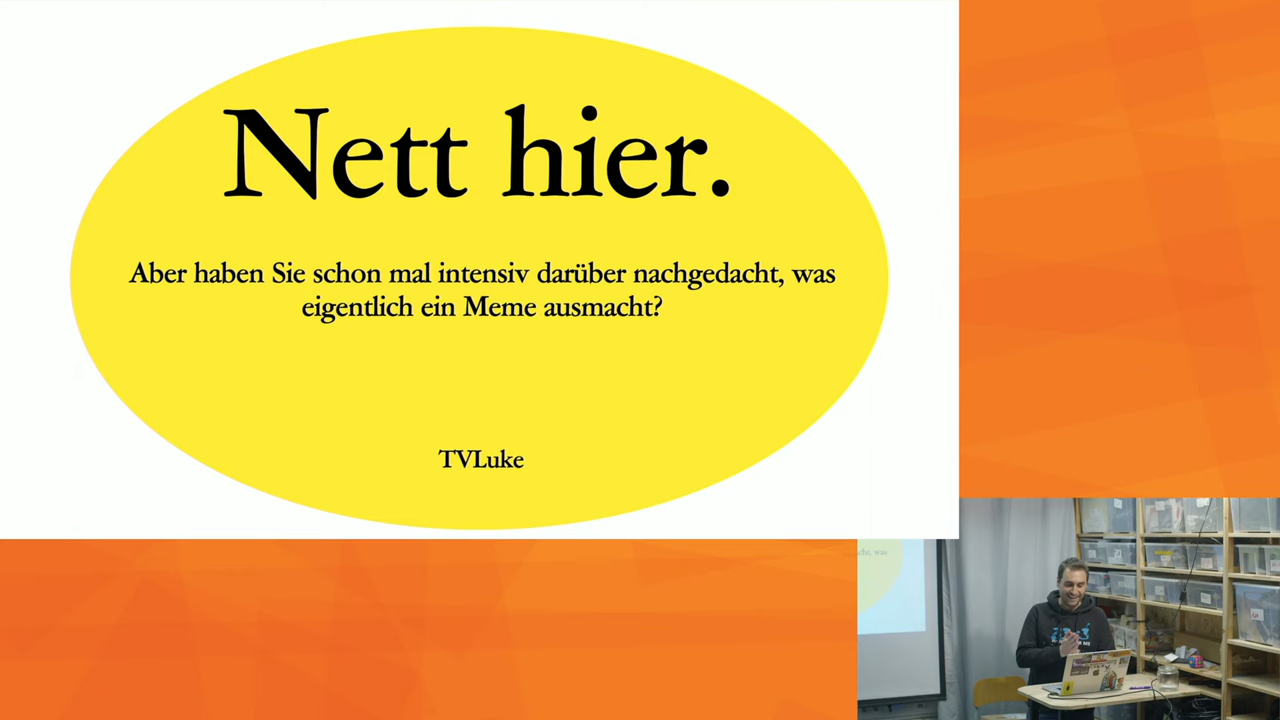 Nett hier.
Aber haben Sie schon mal intensiv darüber nachgedacht, was
eigentlich ein Meme ausmacht?
TVLuke